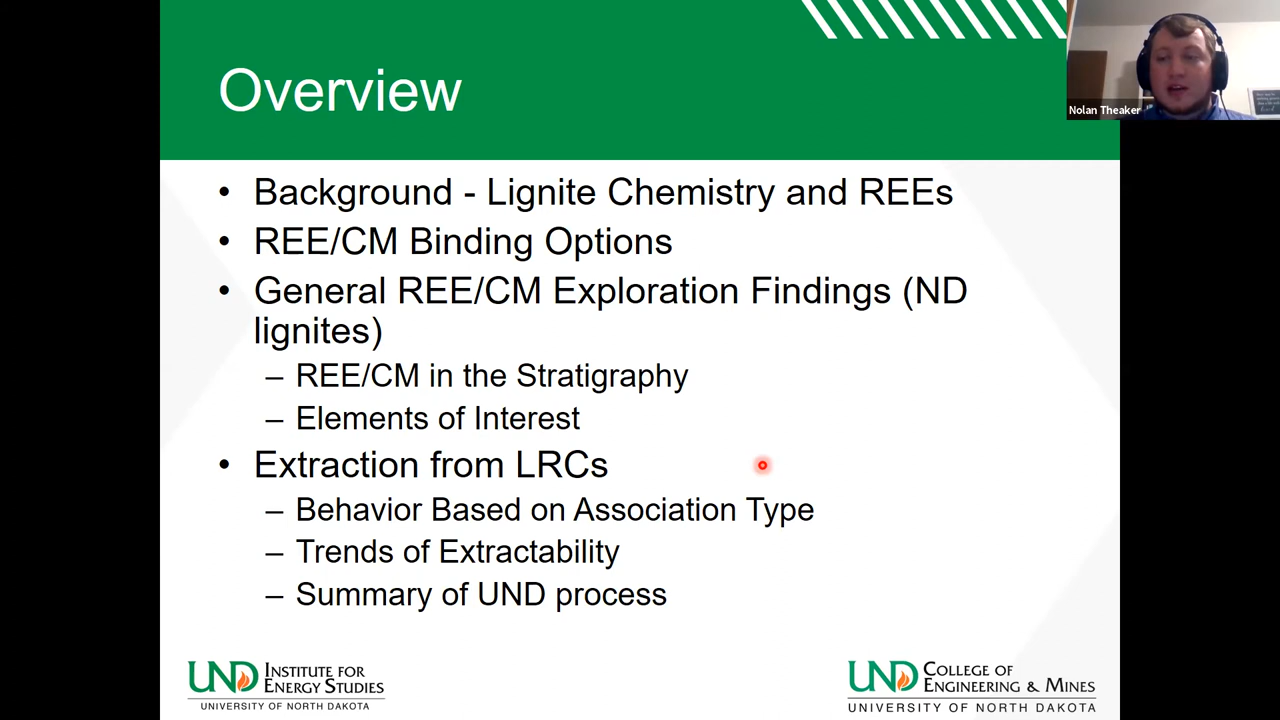 Overview
Nolan Theaker
• Background - Lignite Chemistry and REEs
• REE/CM Binding Options
• General REE/CM Exploration Findings (ND
lignites)
– REE/CM in the Stratigraphy
– Elements of Interest
• Extraction from LRCs
– Behavior Based on Association Type
– Trends of Extractability
– Summary of UND process
UND INSTITUTE FOR
ENERGY STUDIES
UNIVERSITY OF NORTH DAKOTA
UND COLLEGE OF
ENGINEERING & MINES
UNIVERSITY OF NORTH DAKOTA